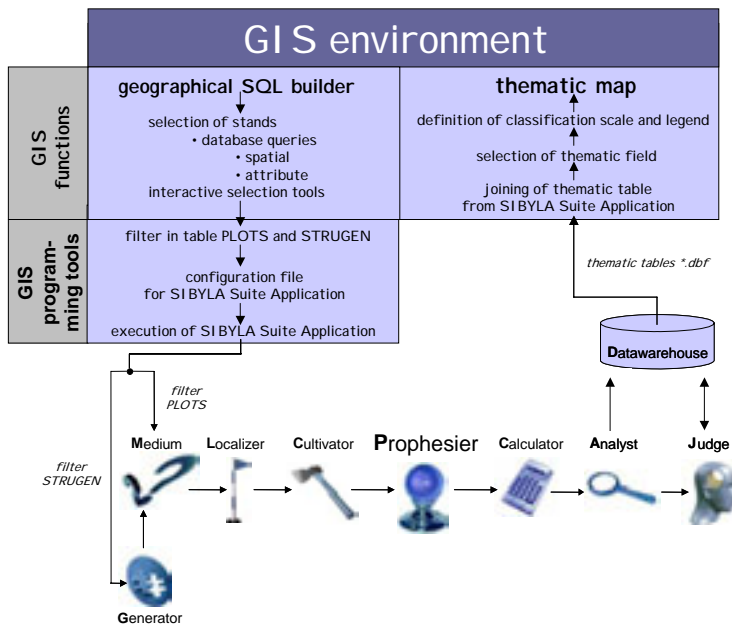 GIS environment
GIS
functions
geographical SQL builder
selection of stands
• database queries
• spatial
• attribute
interactive selection tools
thematic map
definition of classification scale and legend
selection of thematic field
joining of thematic table
from SIBYLA Suite Application
GIS
program-
ming tools
filter in table PLOTS and STRUGEN
configuration file
for SIBYLA Suite Application
execution of SIBYLA Suite Application
thematic tables *.dbf
Datawarehouse
filter
PLOTS
filter
STRUGEN
Medium
Localizer
Cultivator
Prophesier
Calculator
Analyst
Judge
Generator